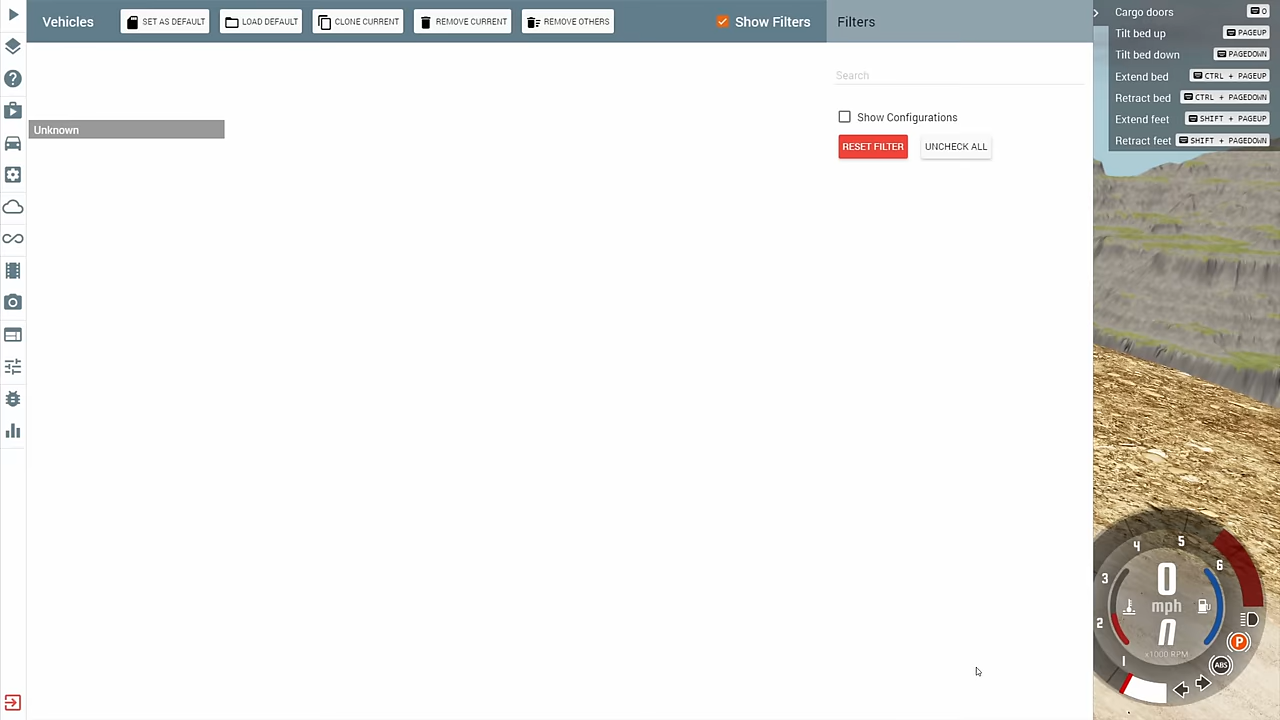 Vehicles
SET AS DEFAULT
LOAD DEFAULT
CLONE CURRENT
REMOVE CURRENT
REMOVE OTHERS
Show Filters
Filters
Search
Show Configurations
RESET FILTER
UNCHECK ALL
Unknown
Cargo doors O
Tilt bed up PAGEUP
Tilt bed down PAGEDOWN
Extend bed CTRL + PAGEUP
Retract bed CTRL + PAGEDOWN
Extend feet SHIFT + PAGEUP
Retract feet SHIFT + PAGEDOWN
1
2
3
4
5
6
0
mph
n
x1000 RPM
P
ABS